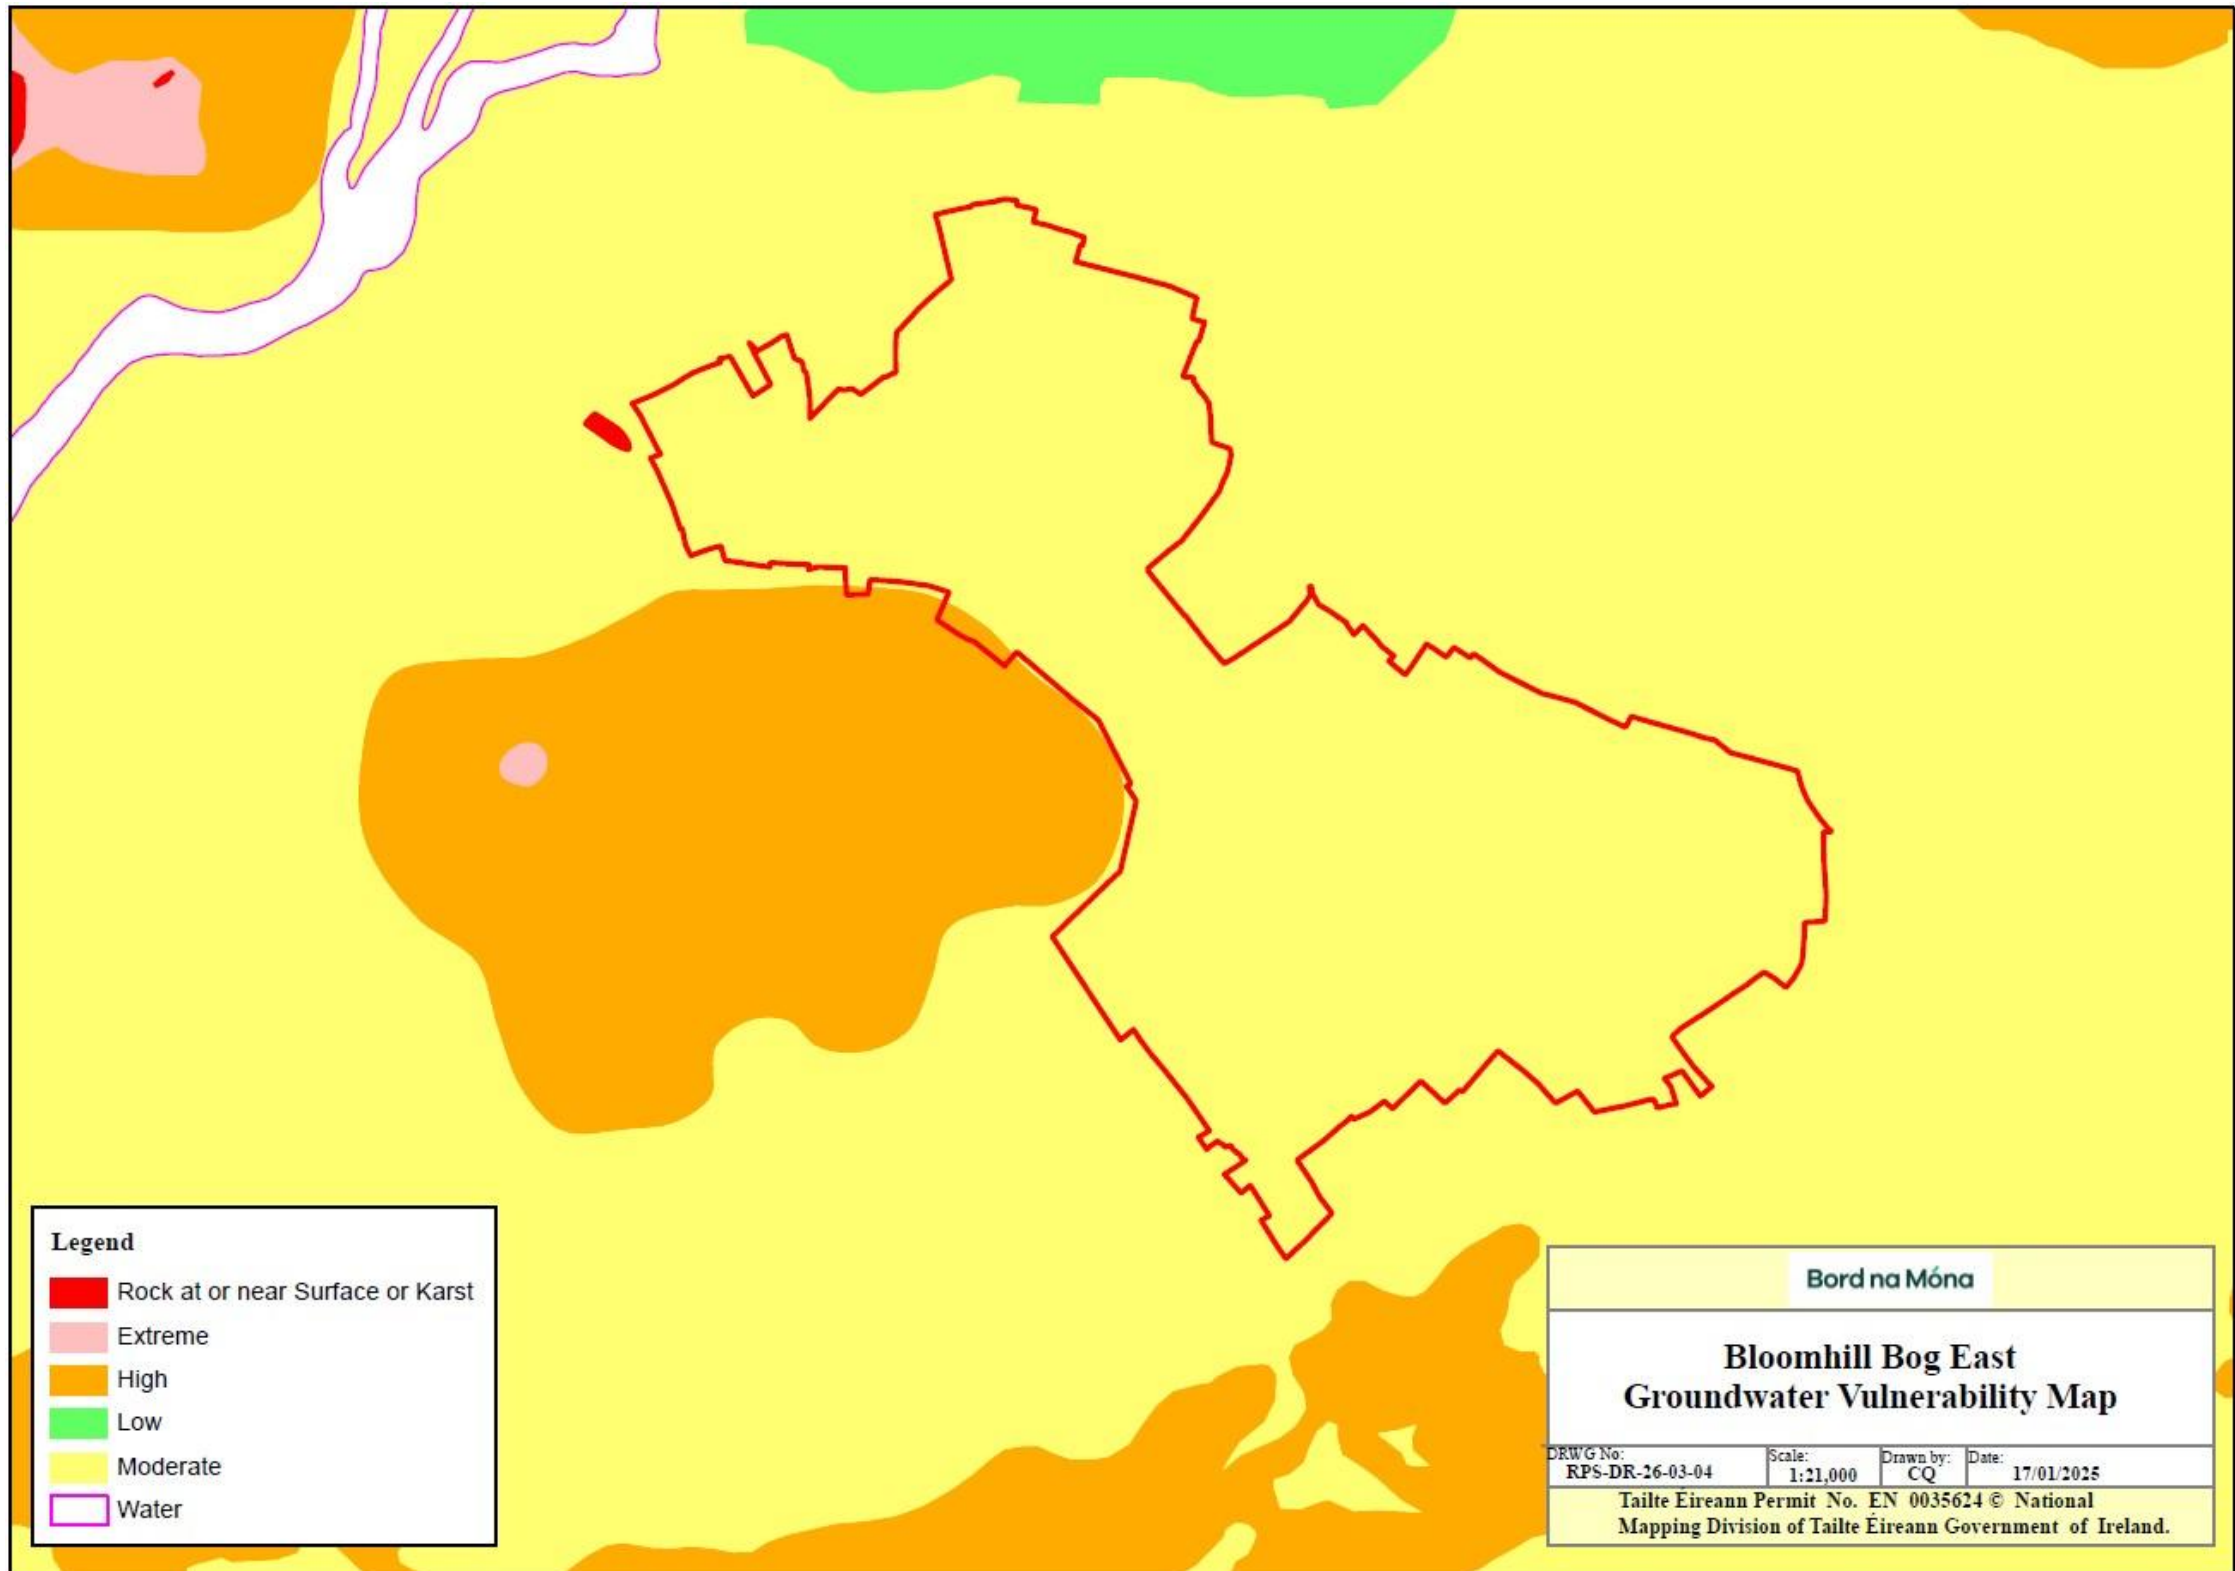 Legend
Rock at or near Surface or Karst
Extreme
High
Low
Moderate
Water
Bord na Móna
Bloomhill Bog East
Groundwater Vulnerability Map
DRWG No: Scale: Drawn by: Date:
RPS-DR-26-03-04 1:21,000 CQ 17/01/2025
Tailte Éireann Permit No. EN 0035624 © National
Mapping Division of Tailte Éireann Government of Ireland.